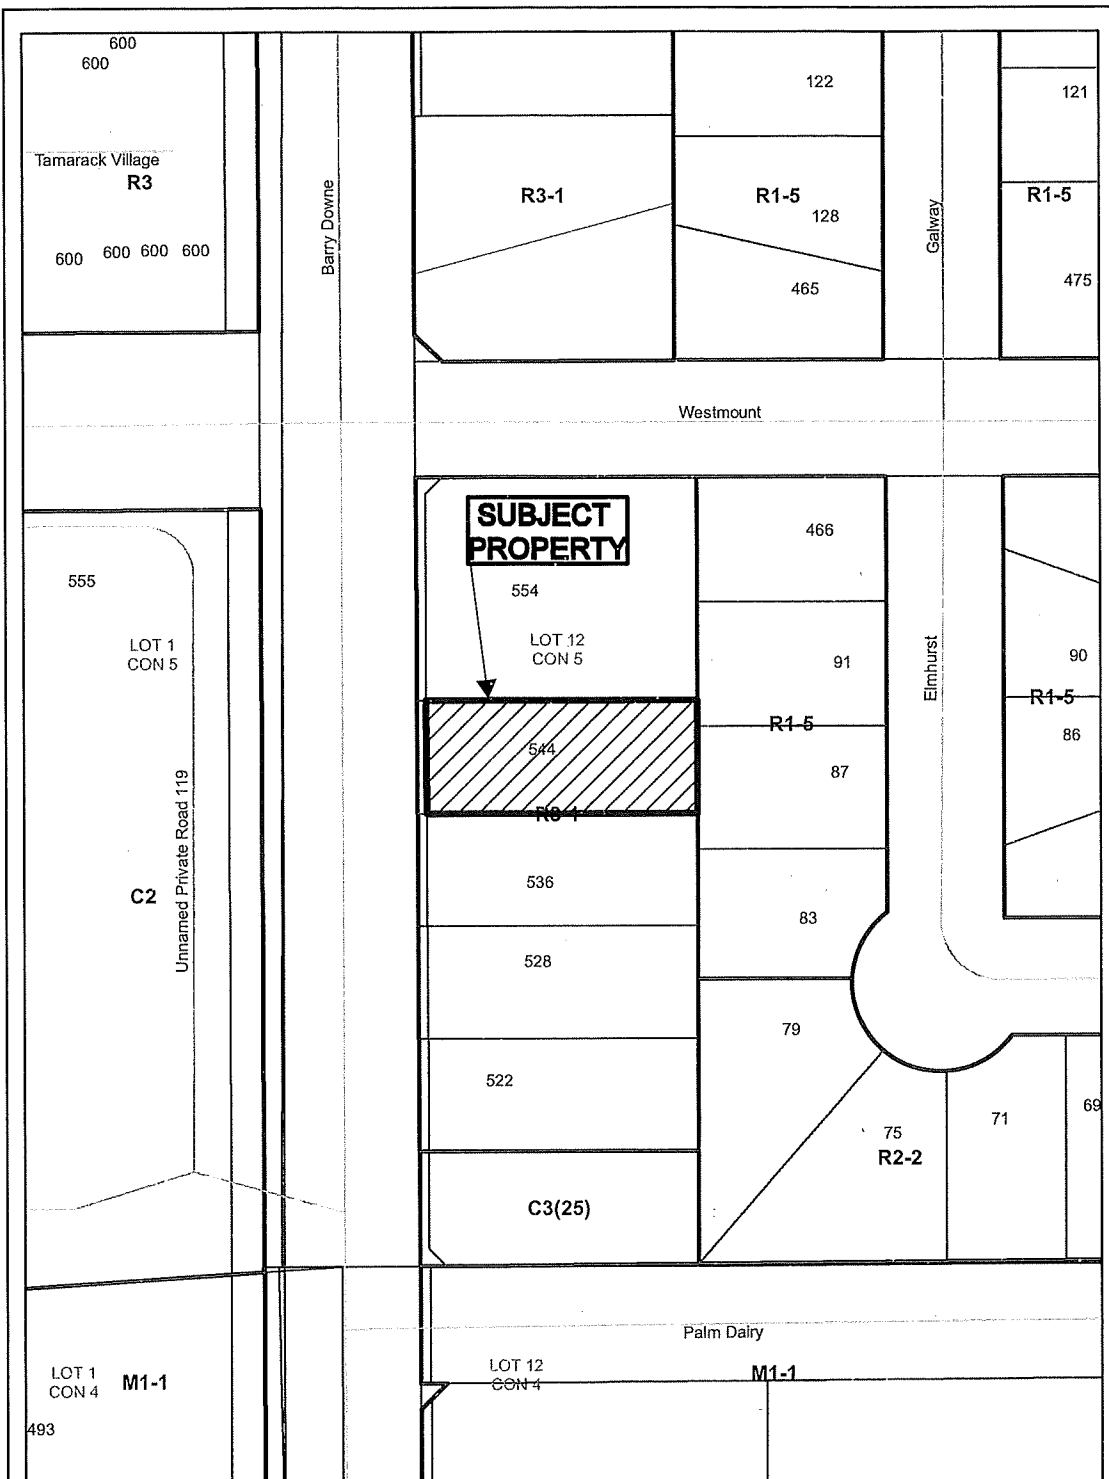 600
600
122
121
Tamarack Village
R3
R3-1
R1-5
R1-5
128
Barry Downe
Galway
600 600 600 600
465
475
Westmount
SUBJECT
PROPERTY
466
555
554
LOT 1
CON 5
LOT 12
CON 5
Elmhurst
91
90
R1-5
R1-5
544
86
87
Unnamed Private Road 119
R3-1
536
C2
83
528
79
522
75
71
69
R2-2
C3(25)
Palm Dairy
LOT 1
CON 4
M1-1
LOT 12
CON 4
M1-1
493